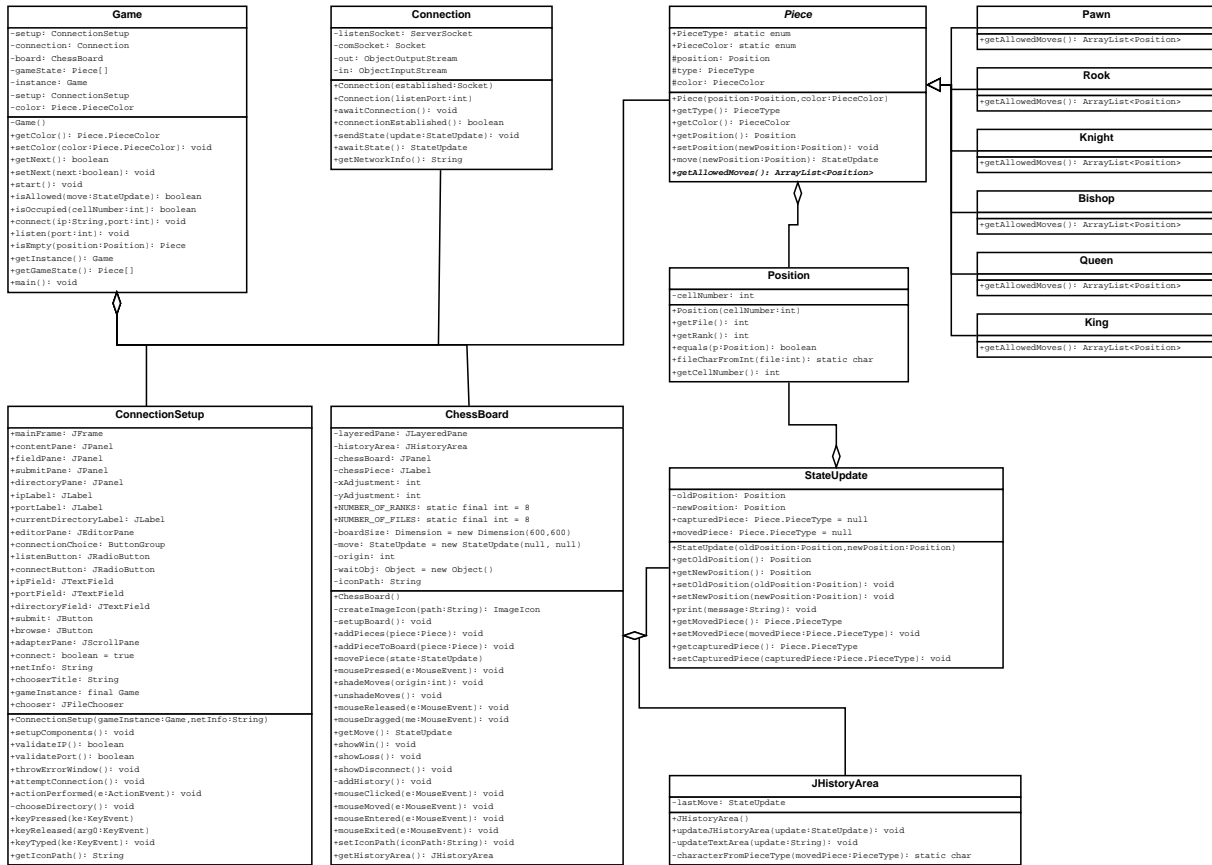 Game
-setup: ConnectionSetup
-connection: Connection
-board: ChessBoard
-gameState: Piece[]
-instance: Game
-setup: ConnectionSetup
-color: Piece.PieceColor
-Game()
+getColor(): Piece.PieceColor
+setColor(color:Piece.PieceColor): void
+getNext(): boolean
+setNext(next:boolean): void
+start(): void
+isAllowed(move:StateUpdate): boolean
+isOccupied(cellNumber:int): boolean
+connect(ip:String,port:int): void
+listen(port:int): void
+isEmpty(position:Position): Piece
+getInstance(): Game
+getGameState(): Piece[]
+main(): void
Connection
-listenSocket: ServerSocket
-comSocket: Socket
-out: ObjectOutputStream
-in: ObjectInputStream
+Connection(established:Socket)
+Connection(listenPort:int)
+awaitConnection(): void
+connectionEstablished(): boolean
+sendState(update:StateUpdate): void
+awaitState(): StateUpdate
+getNetworkInfo(): String
Piece
+PieceType: static enum
+PieceColor: static enum
#position: Position
#type: PieceType
#color: PieceColor
+Piece(position:Position,color:PieceColor)
+getType(): PieceType
+getColor(): PieceColor
+getPosition(): Position
+setPosition(newPosition:Position): void
+move(newPosition:Position): StateUpdate
+getAllowedMoves(): ArrayList<Position>
Pawn
+getAllowedMoves(): ArrayList<Position>
Rook
+getAllowedMoves(): ArrayList<Position>
Knight
+getAllowedMoves(): ArrayList<Position>
Bishop
+getAllowedMoves(): ArrayList<Position>
Queen
+getAllowedMoves(): ArrayList<Position>
King
+getAllowedMoves(): ArrayList<Position>
Position
-cellNumber: int
+Position(cellNumber:int)
+getFile(): int
+getRank(): int
+equals(p:Position): boolean
+fileCharFromInt(file:int): static char
+getCellNumber(): int
ConnectionSetup
+mainFrame: JFrame
+contentPane: JPanel
+fieldPane: JPanel
+submitPane: JPanel
+directoryPane: JPanel
+ipLabel: JLabel
+portLabel: JLabel
+currentDirectoryLabel: JLabel
+editorPane: JEditorPane
+connectionChoice: ButtonGroup
+listenButton: JRadioButton
+connectButton: JRadioButton
+ipField: JTextField
+portField: JTextField
+directoryField: JTextField
+submit: JButton
+browse: JButton
+adapterPane: JScrollPane
+connect: boolean = true
+netInfo: String
+chooserTitle: String
+gameInstance: final Game
+chooser: JFileChooser
+ConnectionSetup(gameInstance:Game,netInfo:String)
+setupComponents(): void
+validateIP(): boolean
+validatePort(): boolean
+throwErrorWindow(): void
+attemptConnection(): void
+actionPerformed(e:ActionEvent): void
-chooseDirectory(): void
+keyPressed(ke:KeyEvent)
+keyReleased(arg0:KeyEvent)
+keyTyped(ke:KeyEvent)
+getIconPath(): String
ChessBoard
-layeredPane: JLayeredPane
-historyArea: JHistoryArea
-chessBoard: JPanel
-chessPiece: JLabel
-xAdjustment: int
-yAdjustment: int
+NUMBER_OF_RANKS: static final int = 8
+NUMBER_OF_FILES: static final int = 8
-boardSize: Dimension = new Dimension(600,600)
-move: StateUpdate = new StateUpdate(null, null)
-origin: int
-waitObj: Object = new Object()
-iconPath: String
+ChessBoard()
-createImageIcon(path:String): ImageIcon
-setupBoard(): void
+addPieces(piece:Piece): void
+addPieceToBoard(piece:Piece): void
+movePiece(state:StateUpdate)
+mousePressed(e:MouseEvent): void
+shadeMoves(origin:int): void
+unshadeMoves(): void
+mouseReleased(e:MouseEvent): void
+mouseDragged(me:MouseEvent): void
+getMove(): StateUpdate
+showWin(): void
+showLoss(): void
+showDisconnect(): void
-addHistory(): void
+mouseClicked(e:MouseEvent): void
+mouseMoved(e:MouseEvent): void
+mouseEntered(e:MouseEvent): void
+mouseExited(e:MouseEvent): void
+setIconPath(iconPath:String): void
+getHistoryArea(): JHistoryArea
StateUpdate
-oldPosition: Position
-newPosition: Position
+capturedPiece: Piece.PieceType = null
+movedPiece: Piece.PieceType = null
+StateUpdate(oldPosition:Position,newPosition:Position)
+getOldPosition(): Position
+getNewPosition(): Position
+setOldPosition(oldPosition:Position): void
+setNewPosition(newPosition:Position): void
+print(message:String): void
+getMovedPiece(): Piece.PieceType
+setMovedPiece(movedPiece:Piece.PieceType): void
+getcapturedPiece(): Piece.PieceType
+setCapturedPiece(capturedPiece:Piece.PieceType): void
JHistoryArea
-lastMove: StateUpdate
+JHistoryArea()
+updateJHistoryArea(update:StateUpdate): void
-updateTextArea(update:String): void
-characterFromPieceType(movedPiece:PieceType): static char